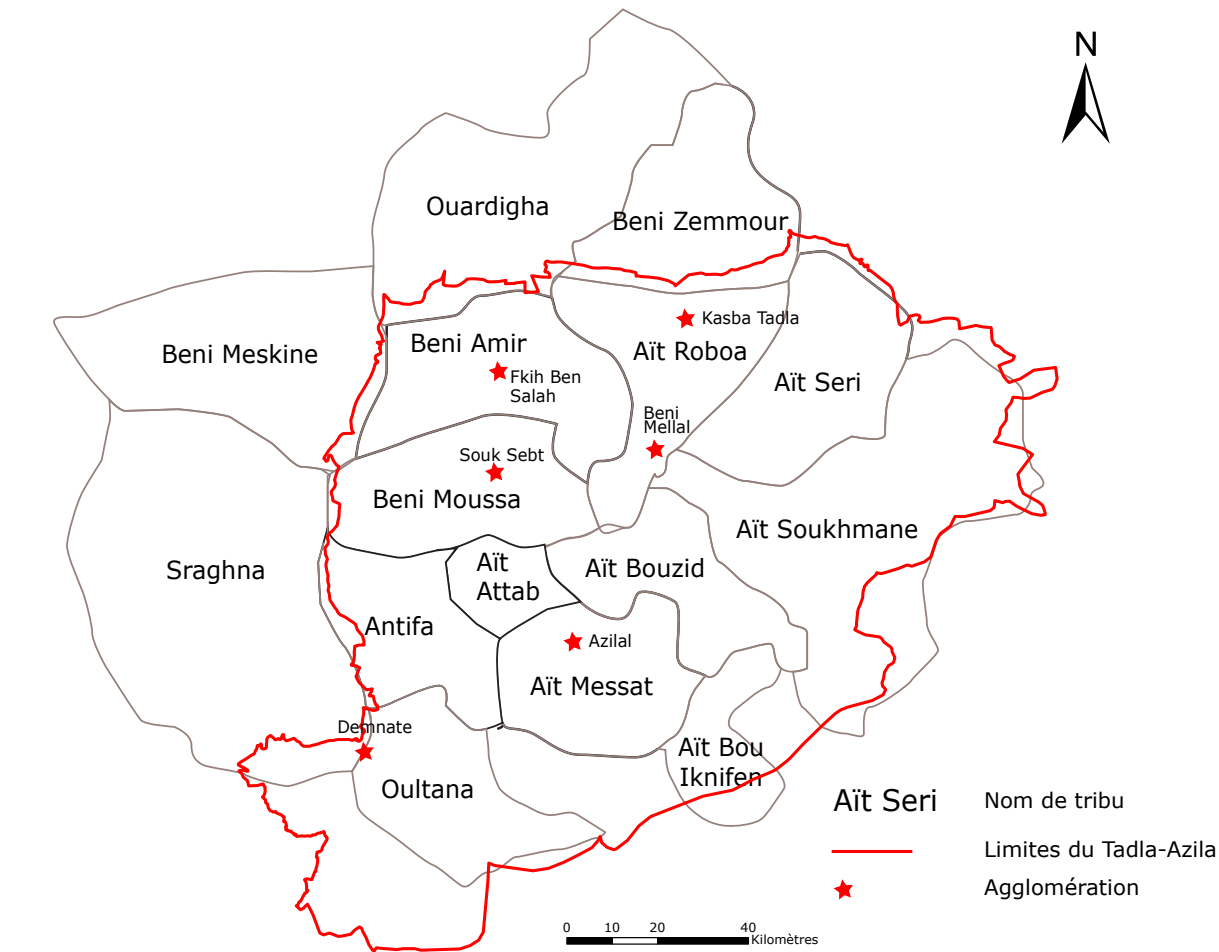 N
Ouardigha
Beni Zemmour
Kasba Tadla
Beni Meskine
Beni Amir
Aït Roboa
Fkih Ben
Salah
Aït Seri
Beni
Mellal
Souk Sebt
Beni Moussa
Aït Soukhmane
Sraghna
Aït
Attab
Aït Bouzid
Antifa
Azilal
Aït Messat
Demnate
Aït Bou
Iknifen
Oultana
Aït Seri
Nom de tribu
Limites du Tadla-Azila
Agglomération
0 10 20 40
Kilomètres